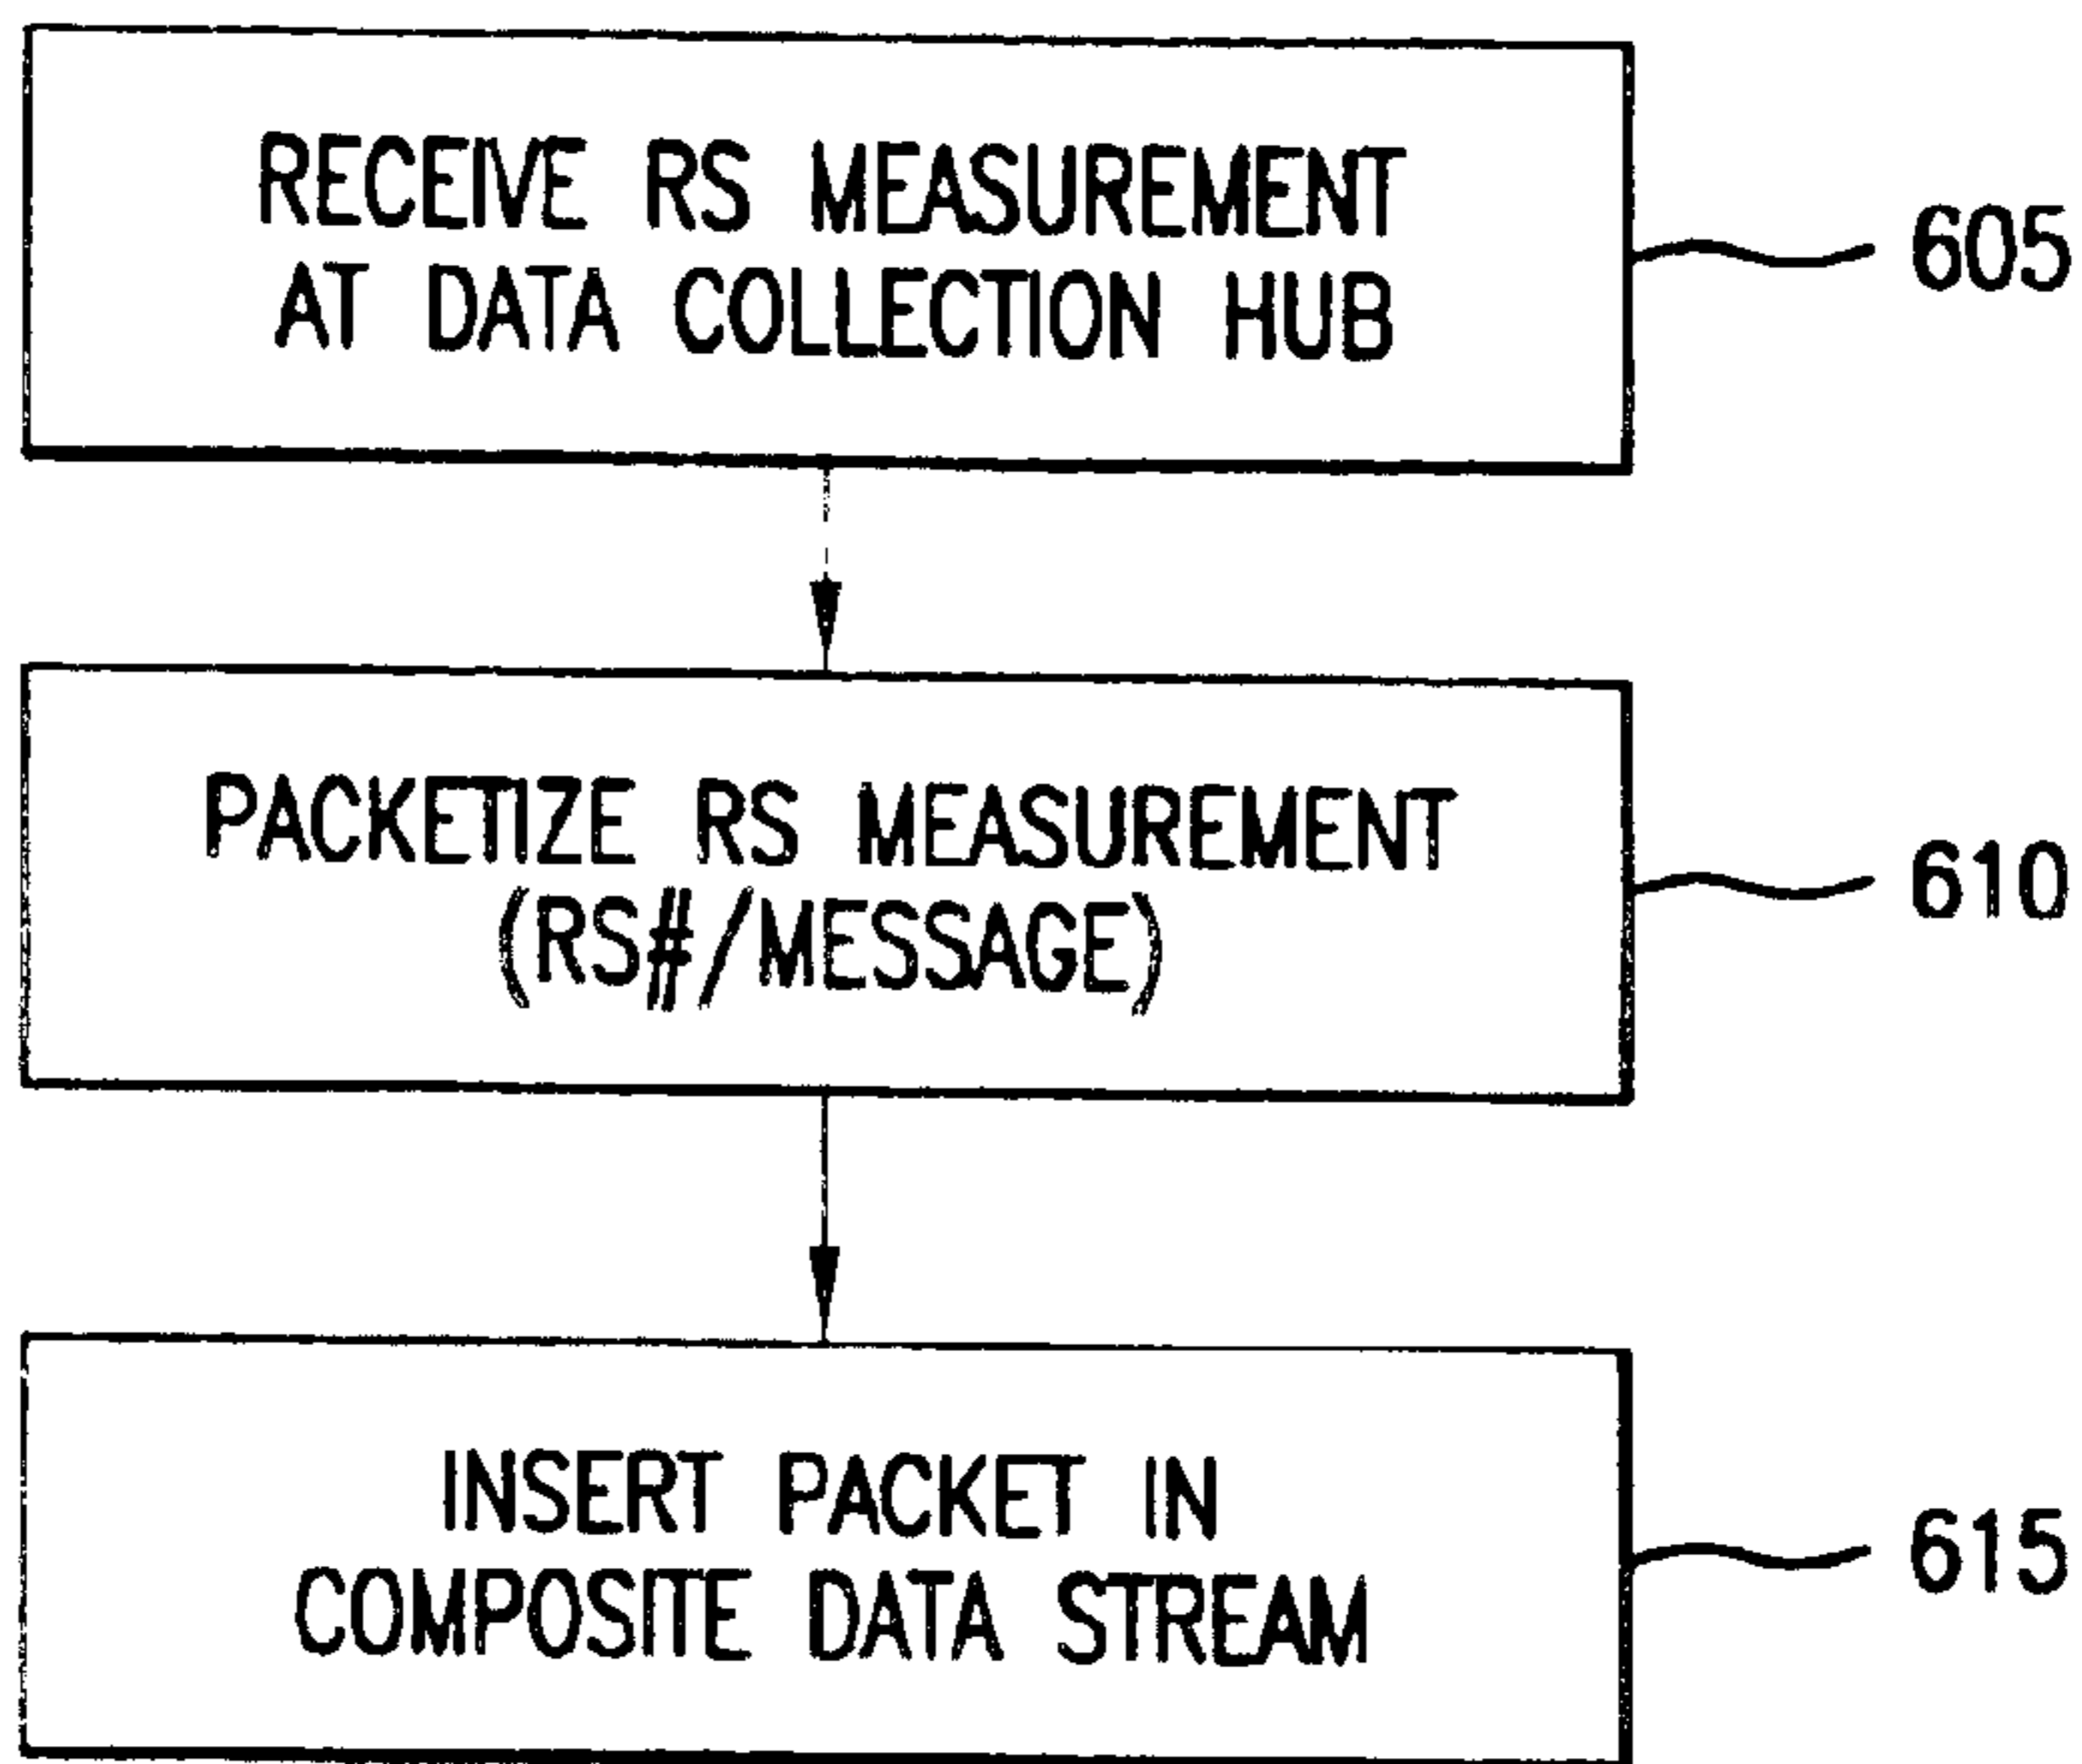 RECEIVE RS MEASUREMENT
AT DATA COLLECTION HUB
605
PACKETIZE RS MEASUREMENT
(RS#/MESSAGE)
610
INSERT PACKET IN
COMPOSITE DATA STREAM
615